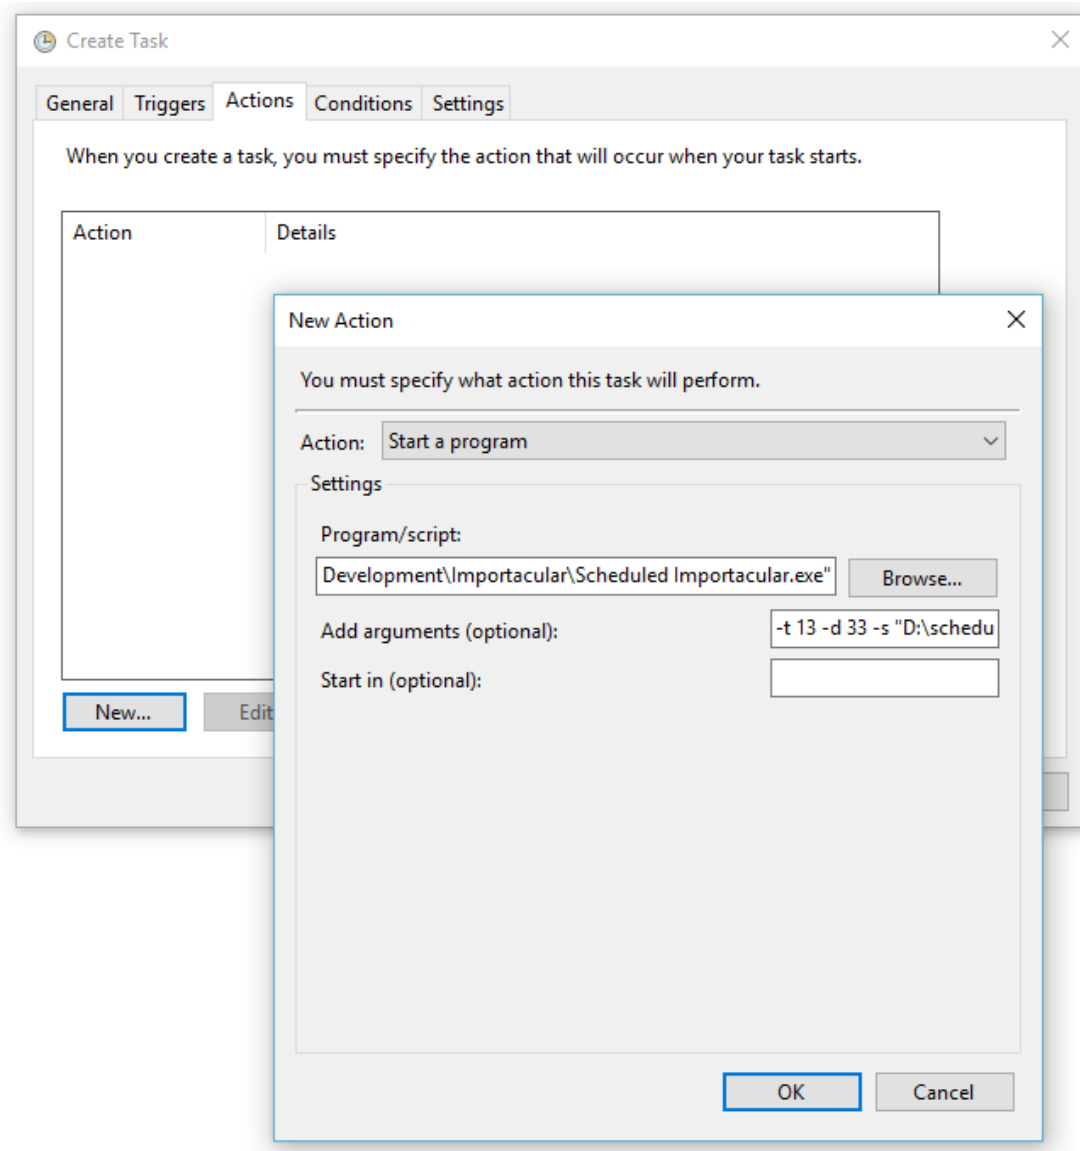 Create Task
General Triggers Actions Conditions Settings
When you create a task, you must specify the action that will occur when your task starts.
Action Details
New Action
You must specify what action this task will perform.
Action: Start a program
Settings
Program/script:
Development\Importacular\Scheduled Importacular.exe" Browse...
Add arguments (optional): -t 13 -d 33 -s "D:\schedu
Start in (optional):
New... Edit
OK Cancel